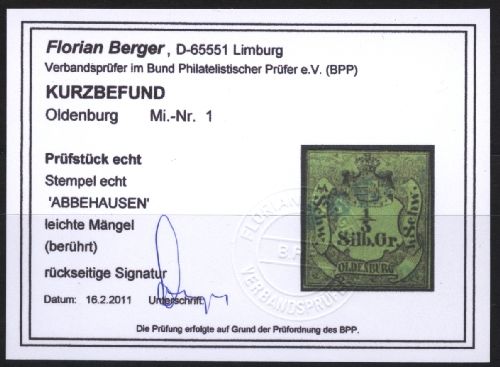 Florian Berger, D-65551 Limburg
Verbandsprüfer im Bund Philatelistischer Prüfer e.V. (BPP)
KURZBEFUND
Oldenburg Mi.-Nr. 1
Prüfstück echt
Stempel echt
'ABBEHAUSEN'
leichte Mängel
(berührt)
rückseitige Signatur
Datum: 16.2.2011 Unterschrift:
Die Prüfung erfolgte auf Grund der Prüfordnung des BPP.
1/3
Silb.Gr.
OLDENBURG
FLORIAN
VERBANDSPRÜFER